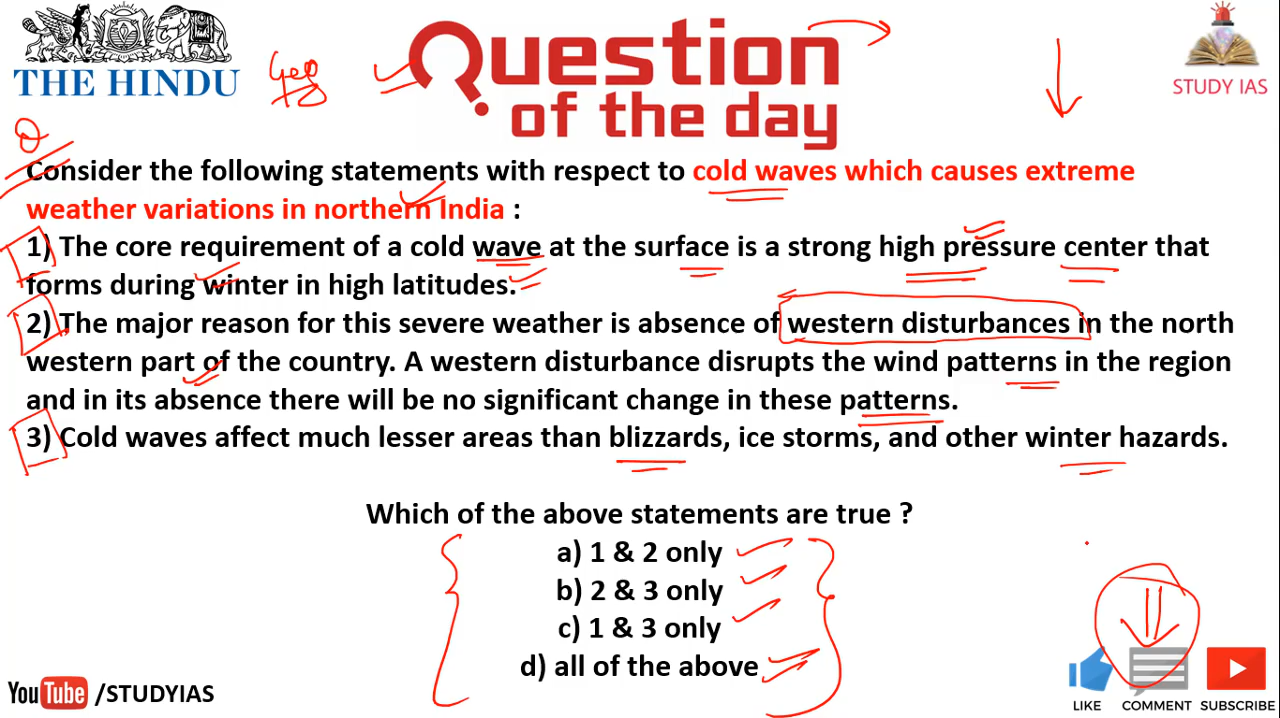 THE HINDU
Geo
Question
of the day
STUDY IAS
Q
Consider the following statements with respect to cold waves which causes extreme
weather variations in northern India :
1) The core requirement of a cold wave at the surface is a strong high pressure center that
forms during winter in high latitudes.
2) The major reason for this severe weather is absence of western disturbances in the north
western part of the country. A western disturbance disrupts the wind patterns in the region
and in its absence there will be no significant change in these patterns.
3) Cold waves affect much lesser areas than blizzards, ice storms, and other winter hazards.
Which of the above statements are true ?
a) 1 & 2 only
b) 2 & 3 only
c) 1 & 3 only
d) all of the above
YouTube /STUDYIAS
LIKE COMMENT SUBSCRIBE